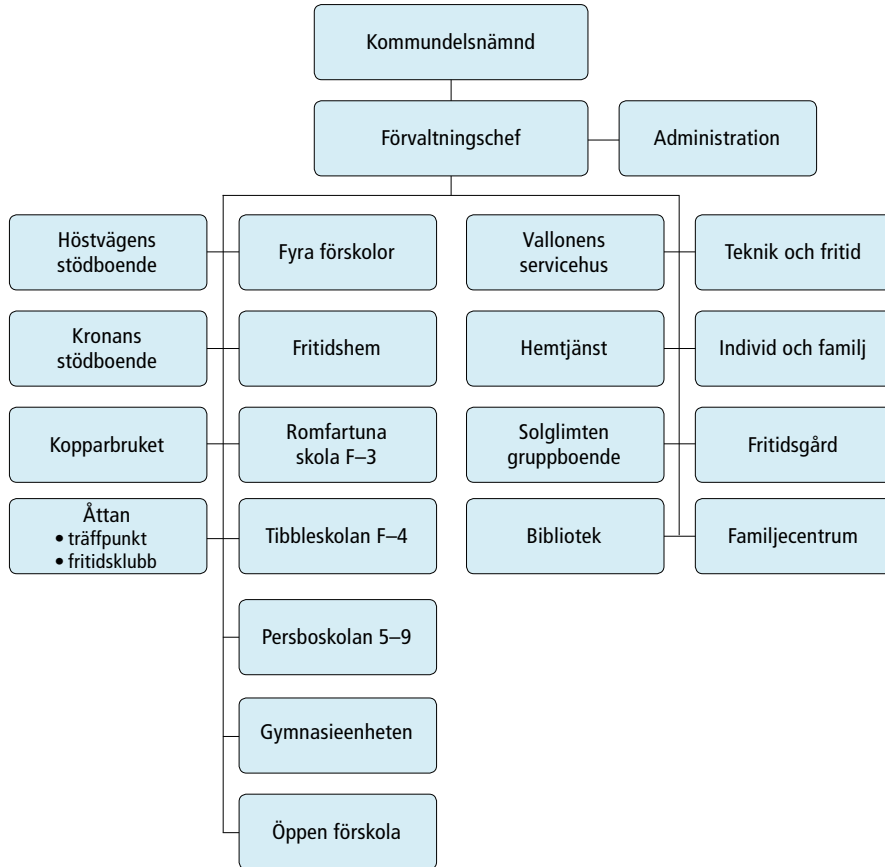 Kommundelsnämnd
Förvaltningschef
Administration
Höstvägens
stödboende
Fyra förskolor
Vallonens
servicehus
Teknik och fritid
Kronans
stödboende
Fritidshem
Hemtjänst
Individ och familj
Kopparbruket
Romfartuna
skola F–3
Solglimten
gruppboende
Fritidsgård
Åttan
• träffpunkt
• fritidsklubb
Tibbleskolan F–4
Bibliotek
Familjecentrum
Persboskolan 5–9
Gymnasieenheten
Öppen förskola